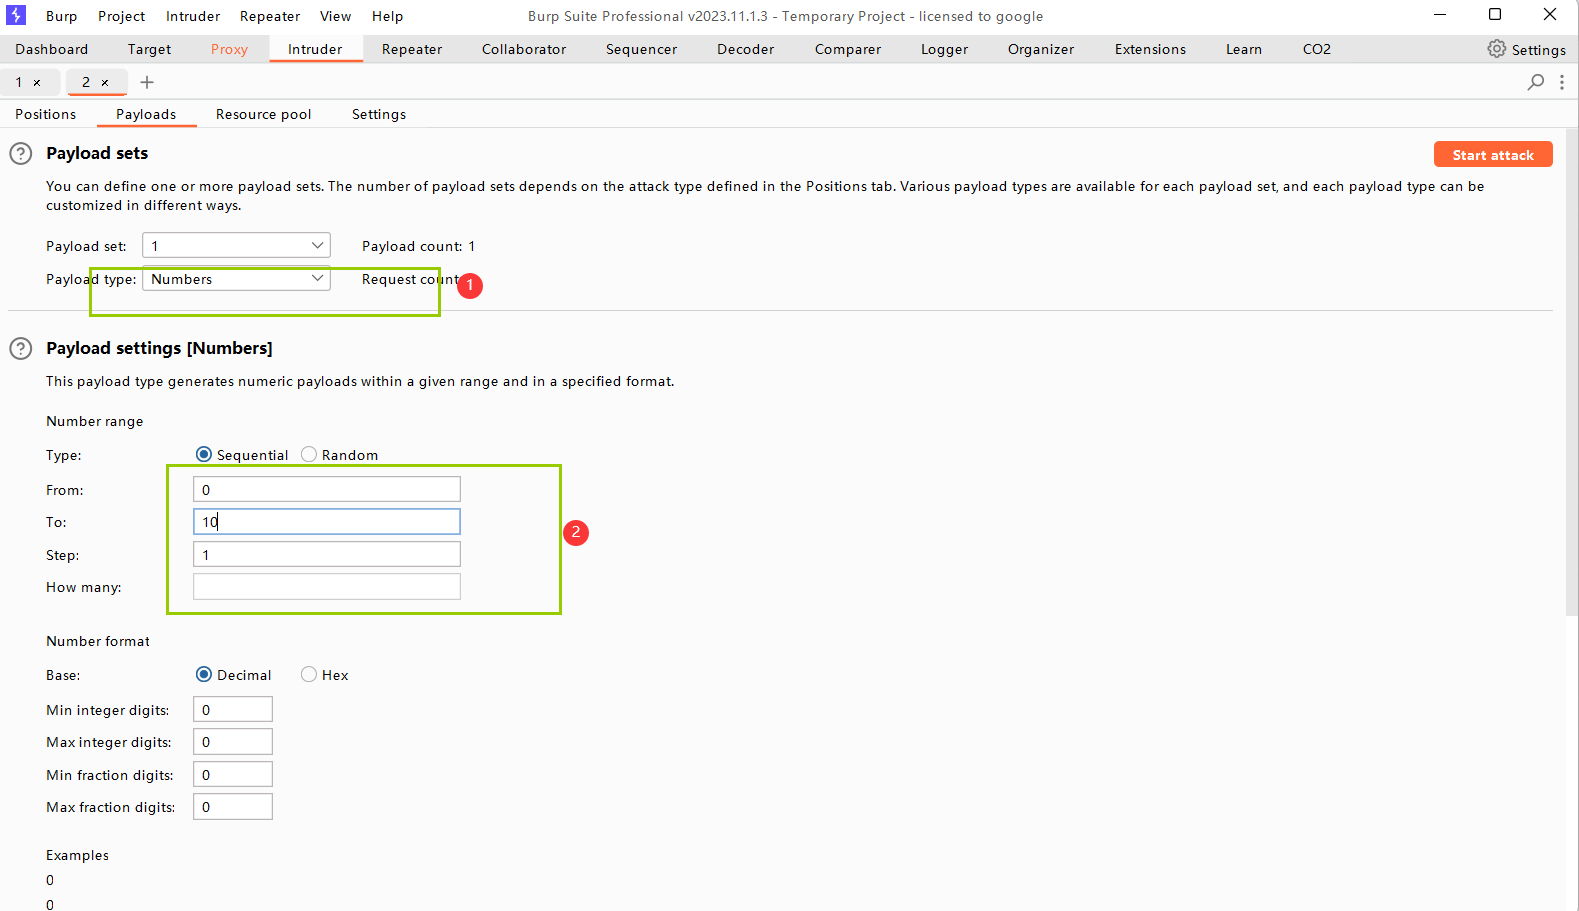 Burp Project Intruder Repeater View Help Burp Suite Professional v2023.11.1.3 - Temporary Project - licensed to google
Dashboard Target Proxy Intruder Repeater Collaborator Sequencer Decoder Comparer Logger Organizer Extensions Learn CO2 Settings
1 × 2 × +
Positions Payloads Resource pool Settings
? Payload sets Start attack
You can define one or more payload sets. The number of payload sets depends on the attack type defined in the Positions tab. Various payload types are available for each payload set, and each payload type can be
customized in different ways.
Payload set: 1 Payload count: 1
Payload type: Numbers Request count 1
? Payload settings [Numbers]
This payload type generates numeric payloads within a given range and in a specified format.
Number range
Type: Sequential Random
From: 0
To: 10
2
Step: 1
How many:
Number format
Base: Decimal Hex
Min integer digits: 0
Max integer digits: 0
Min fraction digits: 0
Max fraction digits: 0
Examples
0
0